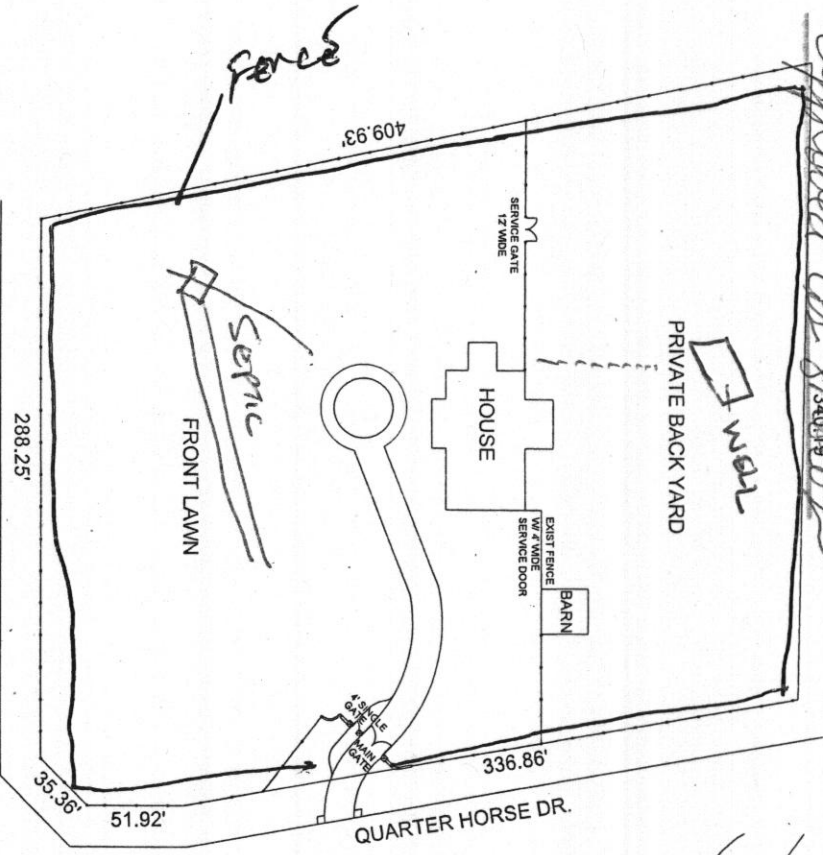 340.19'
fence
409.93'
SERVICE GATE
12' WIDE
PRIVATE BACK YARD
WELL
HOUSE
SEPTIC
FRONT LAWN
288.25'
EXIST FENCE
W/ 4' WIDE
SERVICE DOOR
BARN
4' SINGLE
GATE
MAIN
GATE
336.86'
35.36'
51.92'
QUARTER HORSE DR.